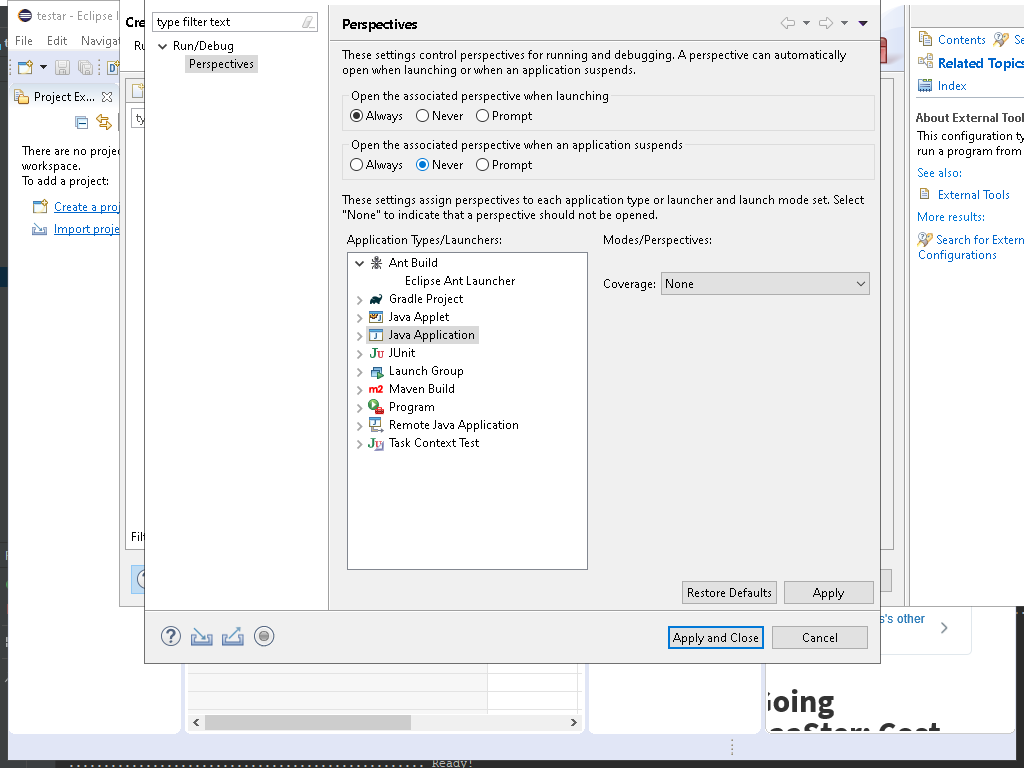 testar - Eclipse I
File Edit Navigat
Project Ex...
There are no proje
workspace.
To add a project:
Create a proj
Import proje
Cre
Ru
ty
Filt
type filter text
Run/Debug
Perspectives
Perspectives
These settings control perspectives for running and debugging. A perspective can automatically
open when launching or when an application suspends.
Open the associated perspective when launching
Always Never Prompt
Open the associated perspective when an application suspends
Always Never Prompt
These settings assign perspectives to each application type or launcher and launch mode set. Select
"None" to indicate that a perspective should not be opened.
Application Types/Launchers:
Modes/Perspectives:
Ant Build
Eclipse Ant Launcher
Gradle Project
Java Applet
Java Application
JUnit
Launch Group
Maven Build
Program
Remote Java Application
Task Context Test
Coverage: None
Restore Defaults Apply
Apply and Close Cancel
Contents Se
Related Topics
Index
About External Tool
This configuration ty
run a program from
See also:
External Tools
More results:
Search for Extern
Configurations
s's other
Going
Ready!